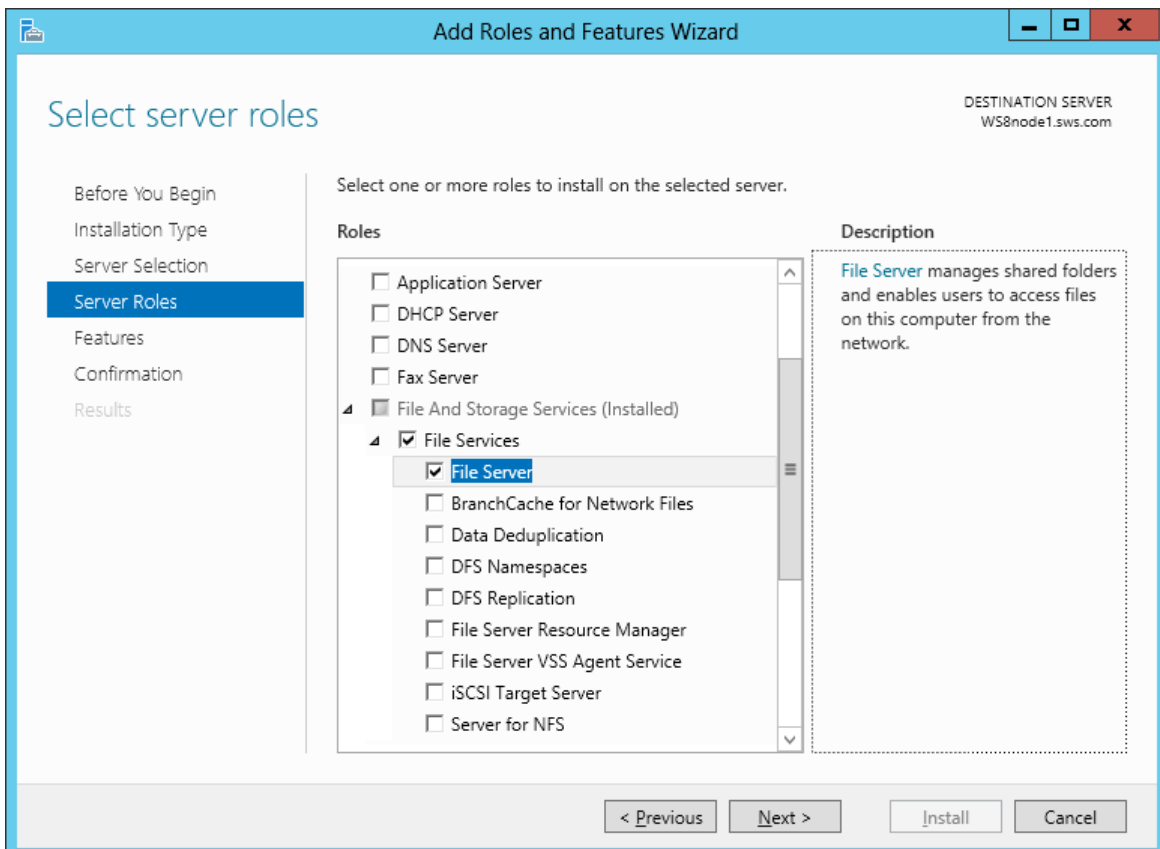 Add Roles and Features Wizard
Select server roles
DESTINATION SERVER
WS8node1.sws.com
Before You Begin
Installation Type
Server Selection
Server Roles
Features
Confirmation
Results
Select one or more roles to install on the selected server.
Roles
Application Server
DHCP Server
DNS Server
Fax Server
File And Storage Services (Installed)
File Services
File Server
BranchCache for Network Files
Data Deduplication
DFS Namespaces
DFS Replication
File Server Resource Manager
File Server VSS Agent Service
iSCSI Target Server
Server for NFS
Description
File Server manages shared folders
and enables users to access files
on this computer from the
network.
< Previous
Next >
Install
Cancel